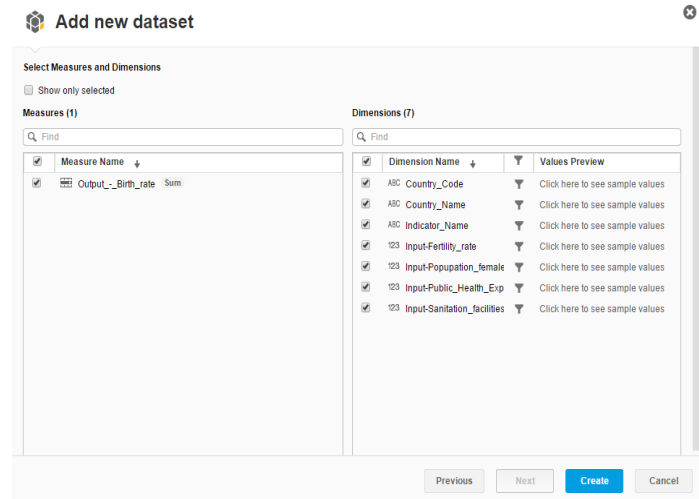 Add new dataset
Select Measures and Dimensions
Show only selected
Measures (1)
Find
Measure Name
Output_-_Birth_rate Sum
Dimensions (7)
Find
Dimension Name Values Preview
ABC Country_Code Click here to see sample values
ABC Country_Name Click here to see sample values
ABC Indicator_Name Click here to see sample values
123 Input-Fertility_rate Click here to see sample values
123 Input-Popupation_female Click here to see sample values
123 Input-Public_Health_Exp Click here to see sample values
123 Input-Sanitation_facilities Click here to see sample values
Previous Next Create Cancel